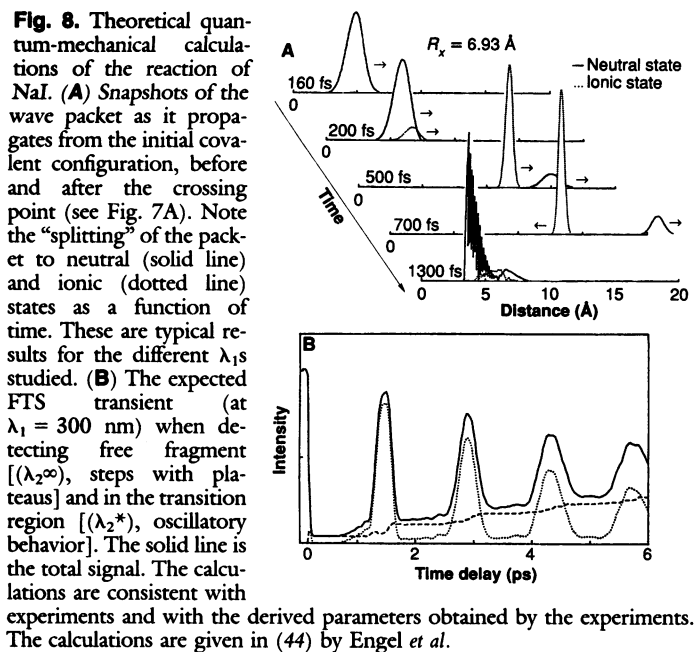 Fig. 8. Theoretical quan-
tum-mechanical calcula-
tions of the reaction of
NaI. (A) Snapshots of the
wave packet as it propa-
gates from the initial cova-
lent configuration, before
and after the crossing
point (see Fig. 7A). Note
the “splitting” of the pack-
et to neutral (solid line)
and ionic (dotted line)
states as a function of
time. These are typical re-
sults for the different λ₁s
studied. (B) The expected
FTS transient (at
λ₁ = 300 nm) when de-
tecting free fragment
[(λ₂∞), steps with pla-
teaus] and in the transition
region [(λ₂*), oscillatory
behavior]. The solid line is
the total signal. The calcu-
lations are consistent with
experiments and with the derived parameters obtained by the experiments.
The calculations are given in (44) by Engel et al.
A
Rₓ = 6.93 Å
— Neutral state
··· Ionic state
160 fs
0
200 fs
0
500 fs
0
700 fs
0
1300 fs
0 5 10 15 20
Distance (Å)
Time
B
Intensity
0 2 4 6
Time delay (ps)